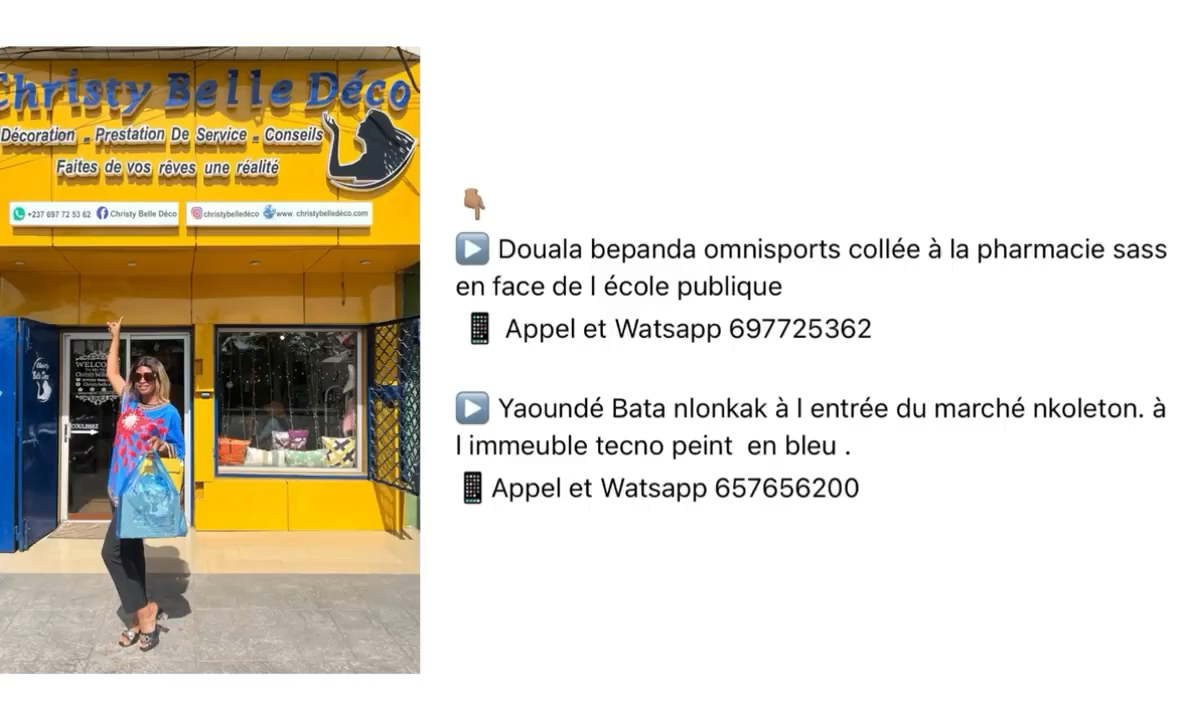 Christy Belle Déco
Décoration - Prestation De Service - Conseils
Faites de vos rêves une réalité
+237 697 72 53 62 Christy Belle Déco
christybelledéco www. christybelledéco.com
WELCO
COULISSEZ
👇🏽
▶️ Douala bepanda omnisports collée à la pharmacie sass
en face de l école publique
📱 Appel et Watsapp 697725362
▶️ Yaoundé Bata nlonkak à l entrée du marché nkoleton. à
l immeuble tecno peint en bleu .
📱 Appel et Watsapp 657656200